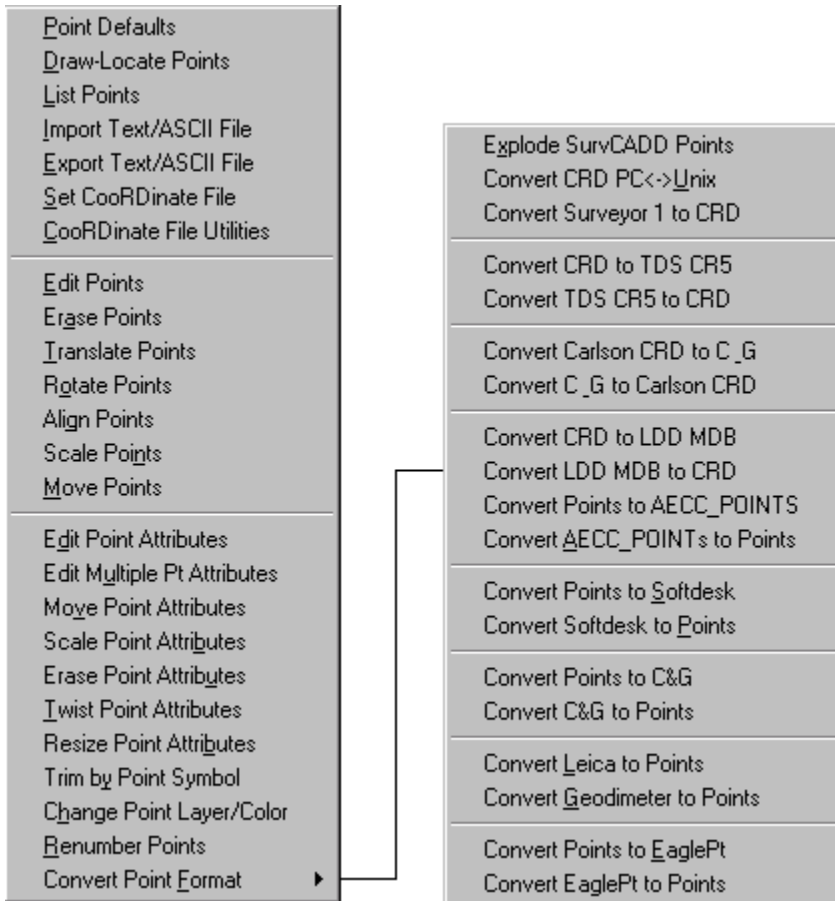 Point Defaults
Draw-Locate Points
List Points
Import Text/ASCII File
Export Text/ASCII File
Set CooRDinate File
CooRDinate File Utilities
Edit Points
Erase Points
Translate Points
Rotate Points
Align Points
Scale Points
Move Points
Edit Point Attributes
Edit Multiple Pt Attributes
Move Point Attributes
Scale Point Attributes
Erase Point Attributes
Twist Point Attributes
Resize Point Attributes
Trim by Point Symbol
Change Point Layer/Color
Renumber Points
Convert Point Format
Explode SurvCADD Points
Convert CRD PC<->Unix
Convert Surveyor 1 to CRD
Convert CRD to TDS CR5
Convert TDS CR5 to CRD
Convert Carlson CRD to C_G
Convert C_G to Carlson CRD
Convert CRD to LDD MDB
Convert LDD MDB to CRD
Convert Points to AECC_POINTS
Convert AECC_POINTs to Points
Convert Points to Softdesk
Convert Softdesk to Points
Convert Points to C&G
Convert C&G to Points
Convert Leica to Points
Convert Geodimeter to Points
Convert Points to EaglePt
Convert EaglePt to Points